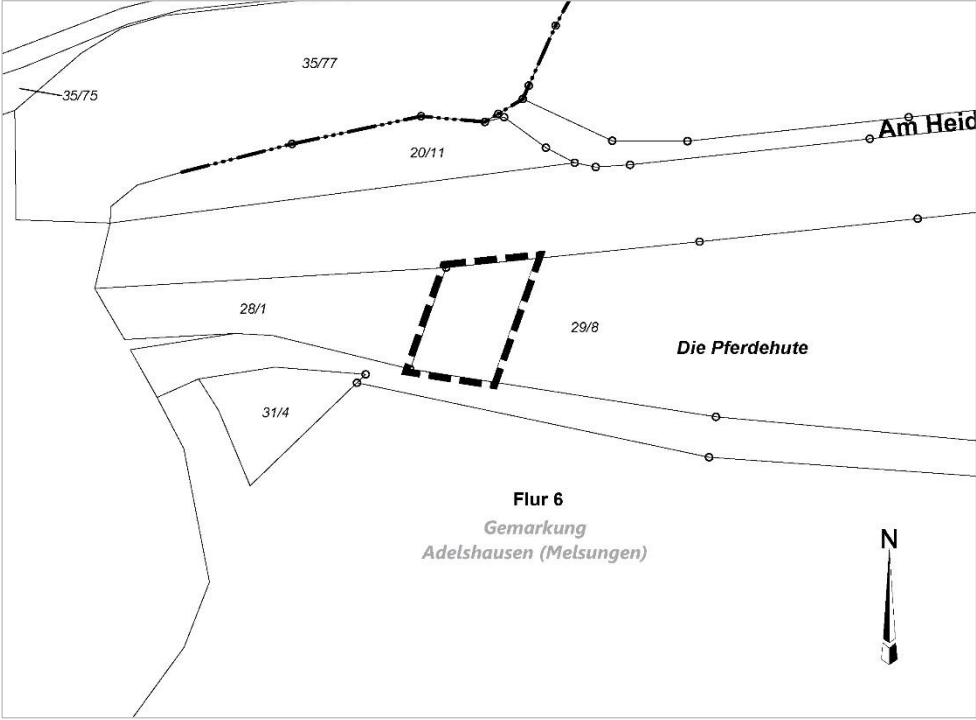 35/77
35/75
Am Heid
20/11
28/1
29/8
Die Pferdehute
31/4
Flur 6
Gemarkung
Adelshausen (Melsungen)
N